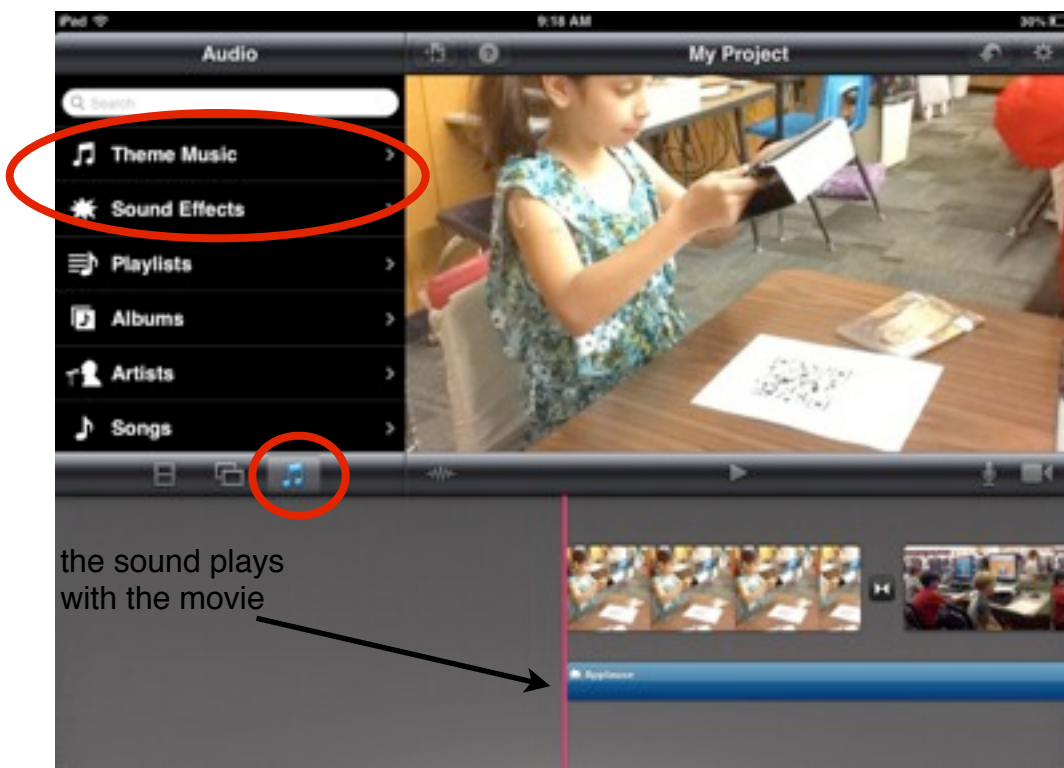 iPad 9:18 AM 30%
Audio My Project
Search
Theme Music
Sound Effects
Playlists
Albums
Artists
Songs
the sound plays
with the movie
Applause